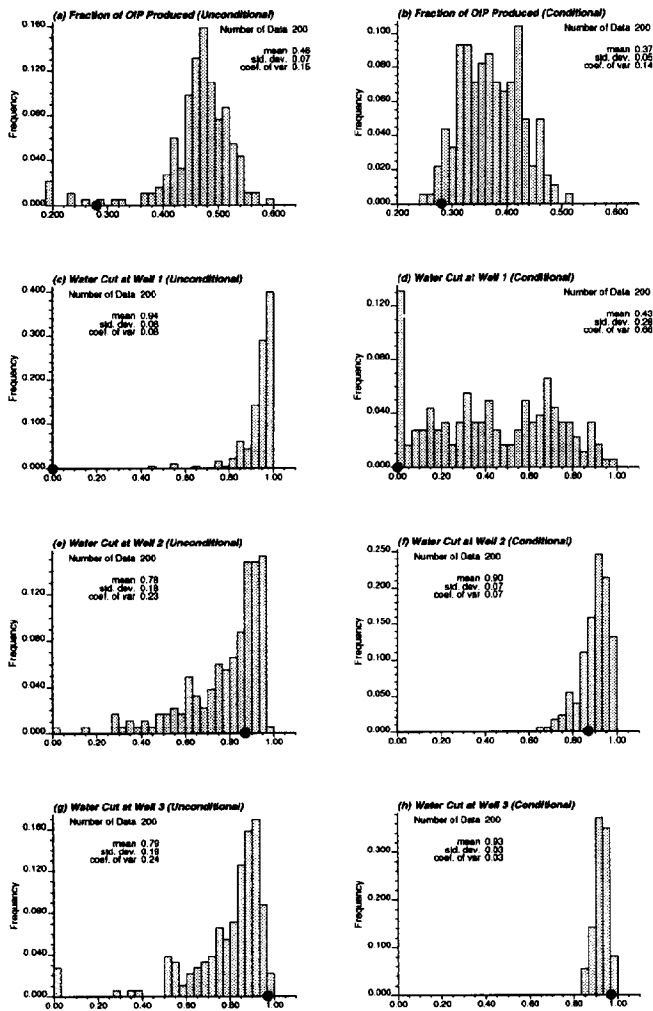 (a) Fraction of OIP Produced (Unconditional)
Number of Data 200
mean 0.46
std. dev. 0.07
coef. of var 0.15
Frequency
0.160
0.120
0.080
0.040
0.000
0.200 0.300 0.400 0.500 0.600
(b) Fraction of OIP Produced (Conditional)
Number of Data 200
mean 0.37
std. dev. 0.05
coef. of var 0.14
Frequency
0.100
0.080
0.060
0.040
0.020
0.000
0.200 0.300 0.400 0.500 0.600
(c) Water Cut at Well 1 (Unconditional)
Number of Data 200
mean 0.94
std. dev. 0.08
coef. of var 0.08
Frequency
0.400
0.300
0.200
0.100
0.000
0.00 0.20 0.40 0.60 0.80 1.00
(d) Water Cut at Well 1 (Conditional)
Number of Data 200
mean 0.43
std. dev. 0.28
coef. of var 0.66
Frequency
0.120
0.080
0.040
0.000
0.00 0.20 0.40 0.60 0.80 1.00
(e) Water Cut at Well 2 (Unconditional)
Number of Data 200
mean 0.78
std. dev. 0.18
coef. of var 0.23
Frequency
0.120
0.080
0.040
0.000
0.00 0.20 0.40 0.60 0.80 1.00
(f) Water Cut at Well 2 (Conditional)
Number of Data 200
mean 0.90
std. dev. 0.07
coef. of var 0.07
Frequency
0.250
0.200
0.150
0.100
0.050
0.000
0.00 0.20 0.40 0.60 0.80 1.00
(g) Water Cut at Well 3 (Unconditional)
Number of Data 200
mean 0.79
std. dev. 0.19
coef. of var 0.24
Frequency
0.160
0.120
0.080
0.040
0.000
0.00 0.20 0.40 0.60 0.80 1.00
(h) Water Cut at Well 3 (Conditional)
Number of Data 200
mean 0.93
std. dev. 0.03
coef. of var 0.03
Frequency
0.300
0.200
0.100
0.000
0.00 0.20 0.40 0.60 0.80 1.00